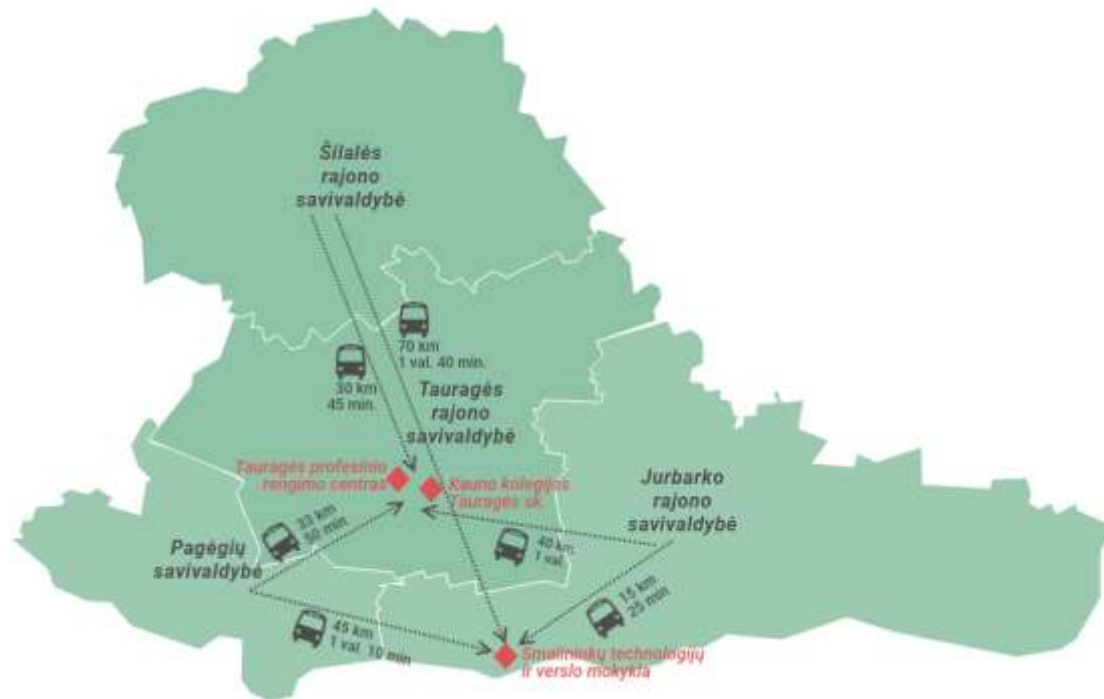 Šilalės
rajono
savivaldybė
70 km
1 val. 40 min.
30 km
45 min.
Tauragės
rajono
savivaldybė
Tauragės profesinio
rengimo centras
Kauno kolegijos
Tauragės sk.
Jurbarko
rajono
savivaldybė
33 km
50 min.
40 km.
1 val.
Pagėgių
savivaldybė
15 km
25 min
45 km
1 val. 10 min
Smalininkų technologijų
ir verslo mokykla